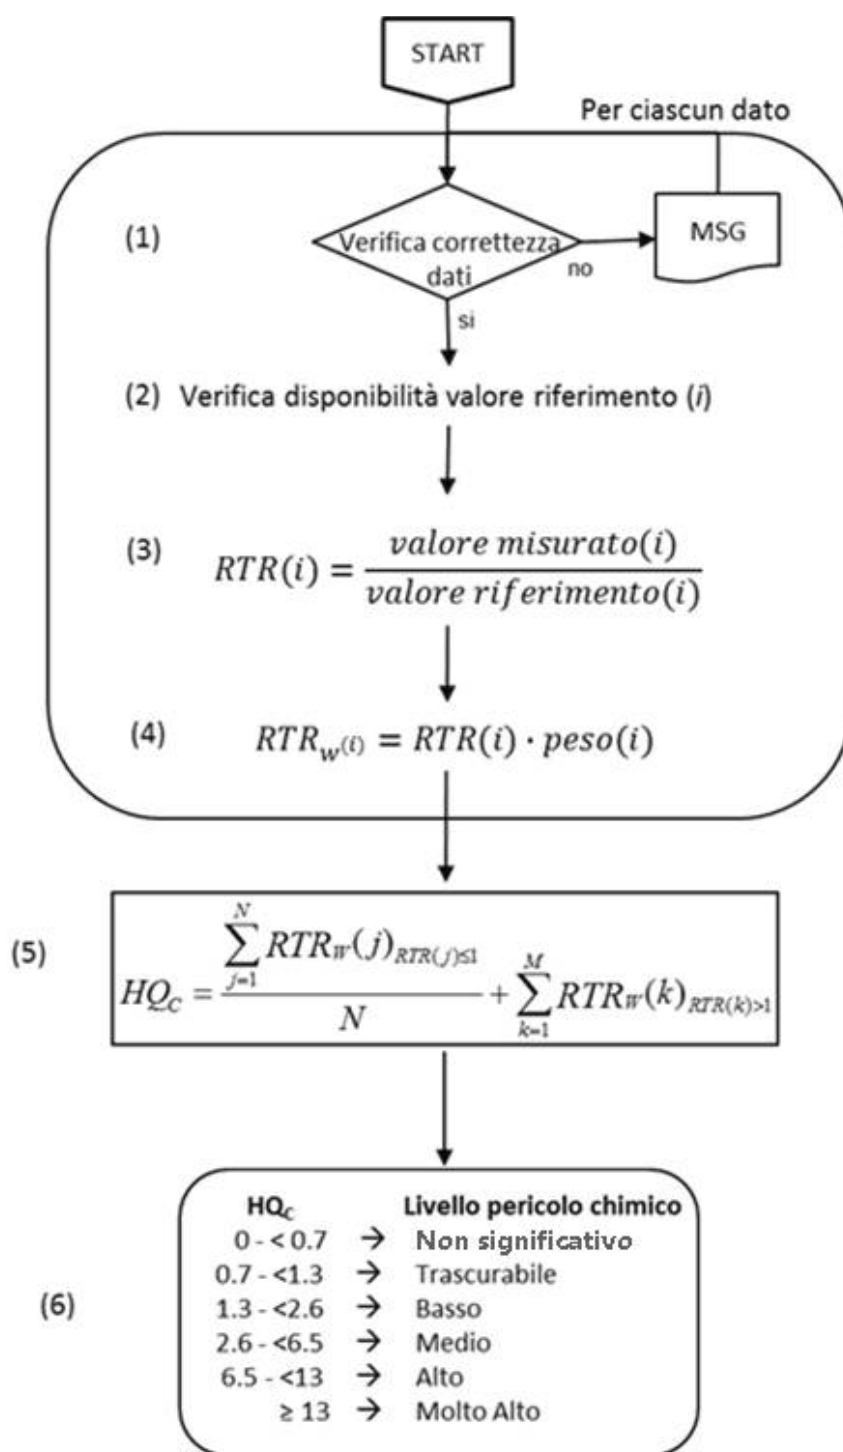 START
Per ciascun dato
(1)
Verifica correttezza
dati
no
MSG
si
(2) Verifica disponibilità valore riferimento (i)
(3) RTR(i) = valore misurato(i) / valore riferimento(i)
(4) RTR_w(i) = RTR(i) · peso(i)
(5) HQ_C = \frac{\sum_{j=1}^{N} RTR_W(j)_{RTR(j)≤1}}{N} + \sum_{k=1}^{M} RTR_W(k)_{RTR(k)>1}
(6)
HQ_C Livello pericolo chimico
0 - < 0.7 → Non significativo
0.7 - <1.3 → Trascurabile
1.3 - <2.6 → Basso
2.6 - <6.5 → Medio
6.5 - <13 → Alto
≥ 13 → Molto Alto